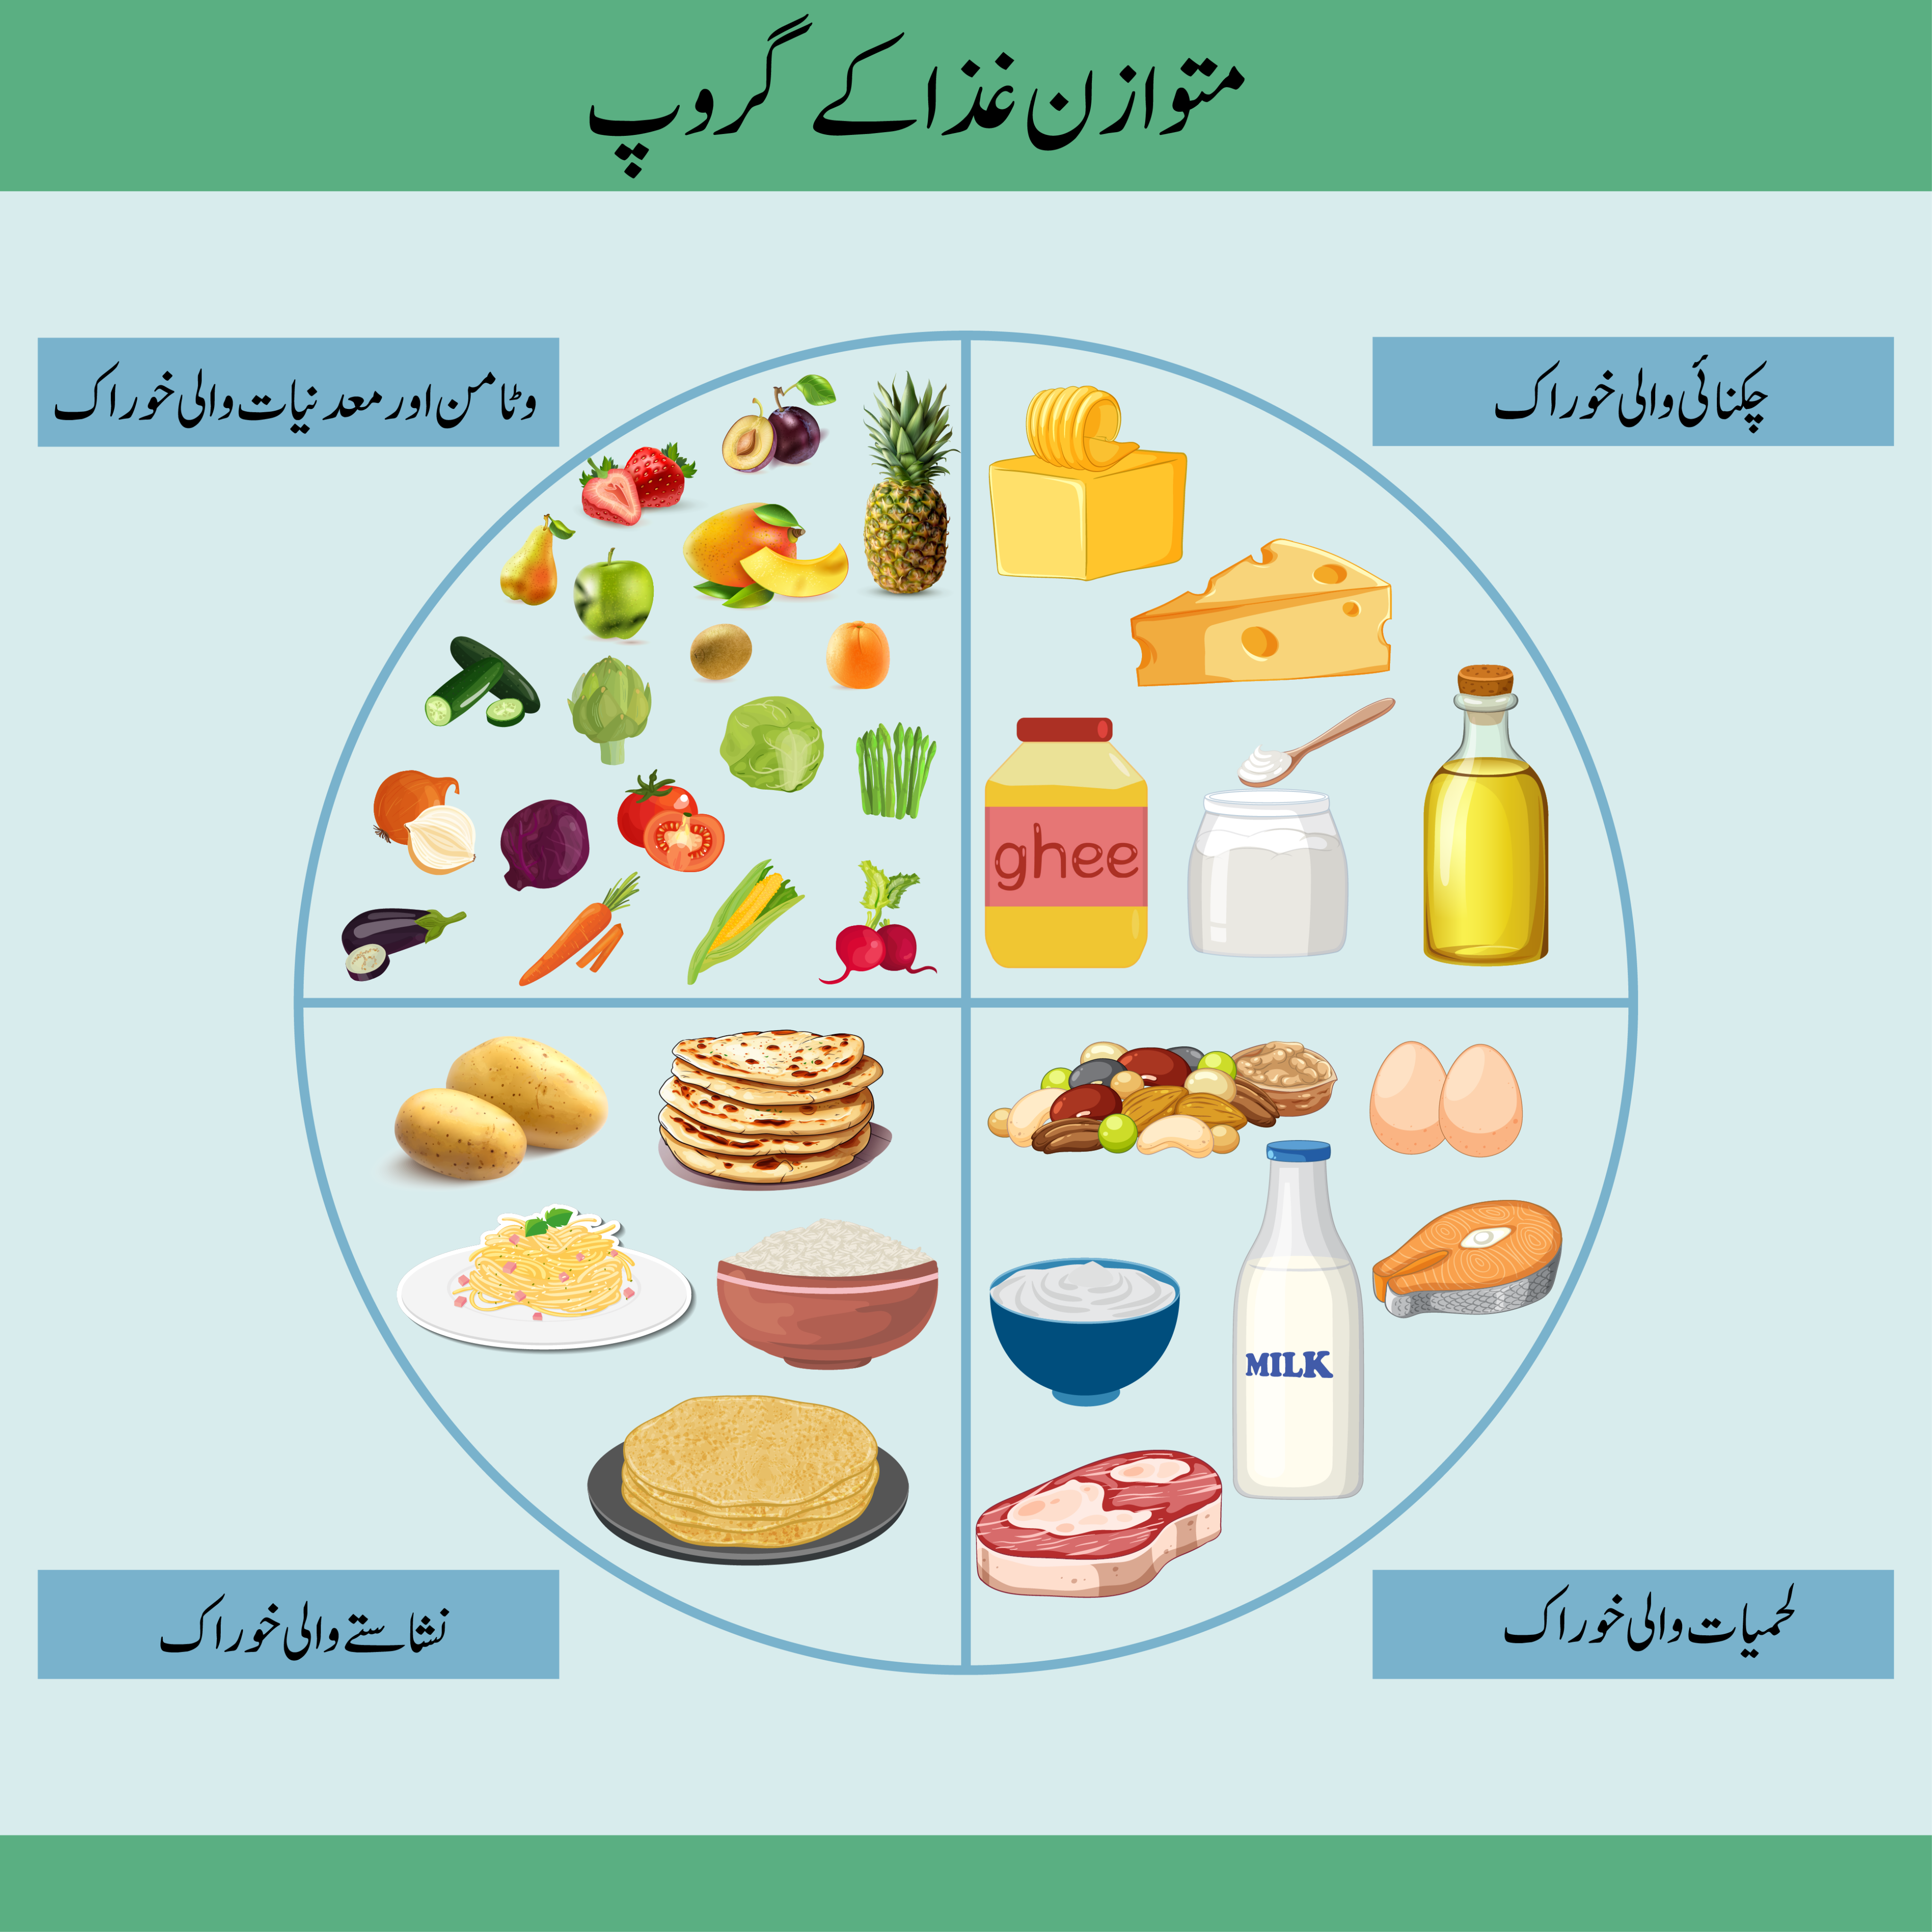 متوازن غذا کے گروپ
چکنائی والی خوراک
وٹامن اور معدنیات والی خوراک
ghee
MILK
لحمیات والی خوراک
نشاستے والی خوراک